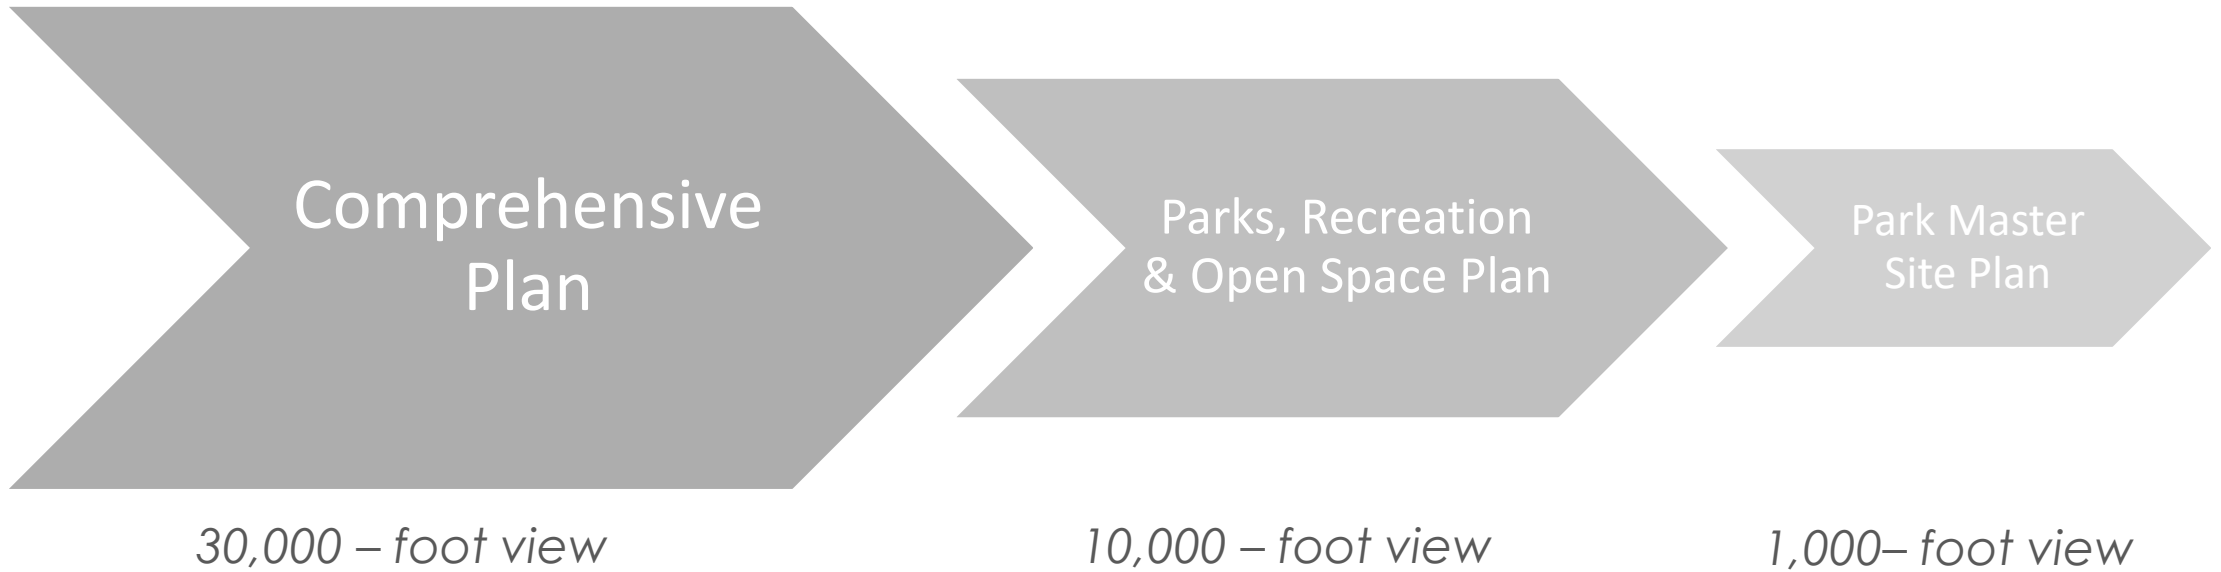 Comprehensive
Plan
Parks, Recreation
& Open Space Plan
Park Master
Site Plan
30,000 – foot view
10,000 – foot view
1,000– foot view